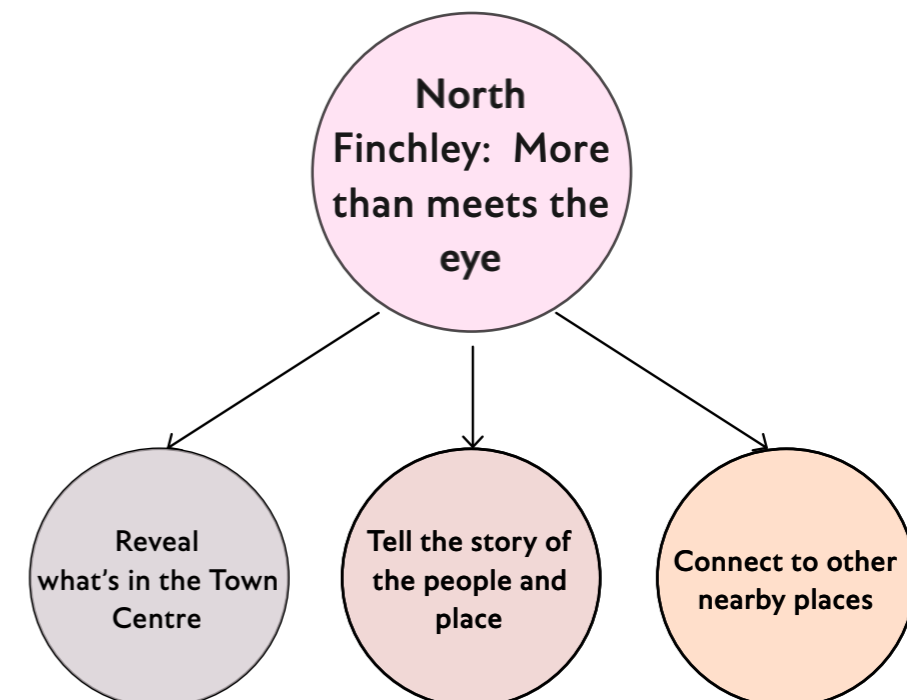 North
Finchley:  More
than meets the
eye
Reveal
what's in the Town
Centre
Tell the story of
the people and
place
Connect to other
nearby places